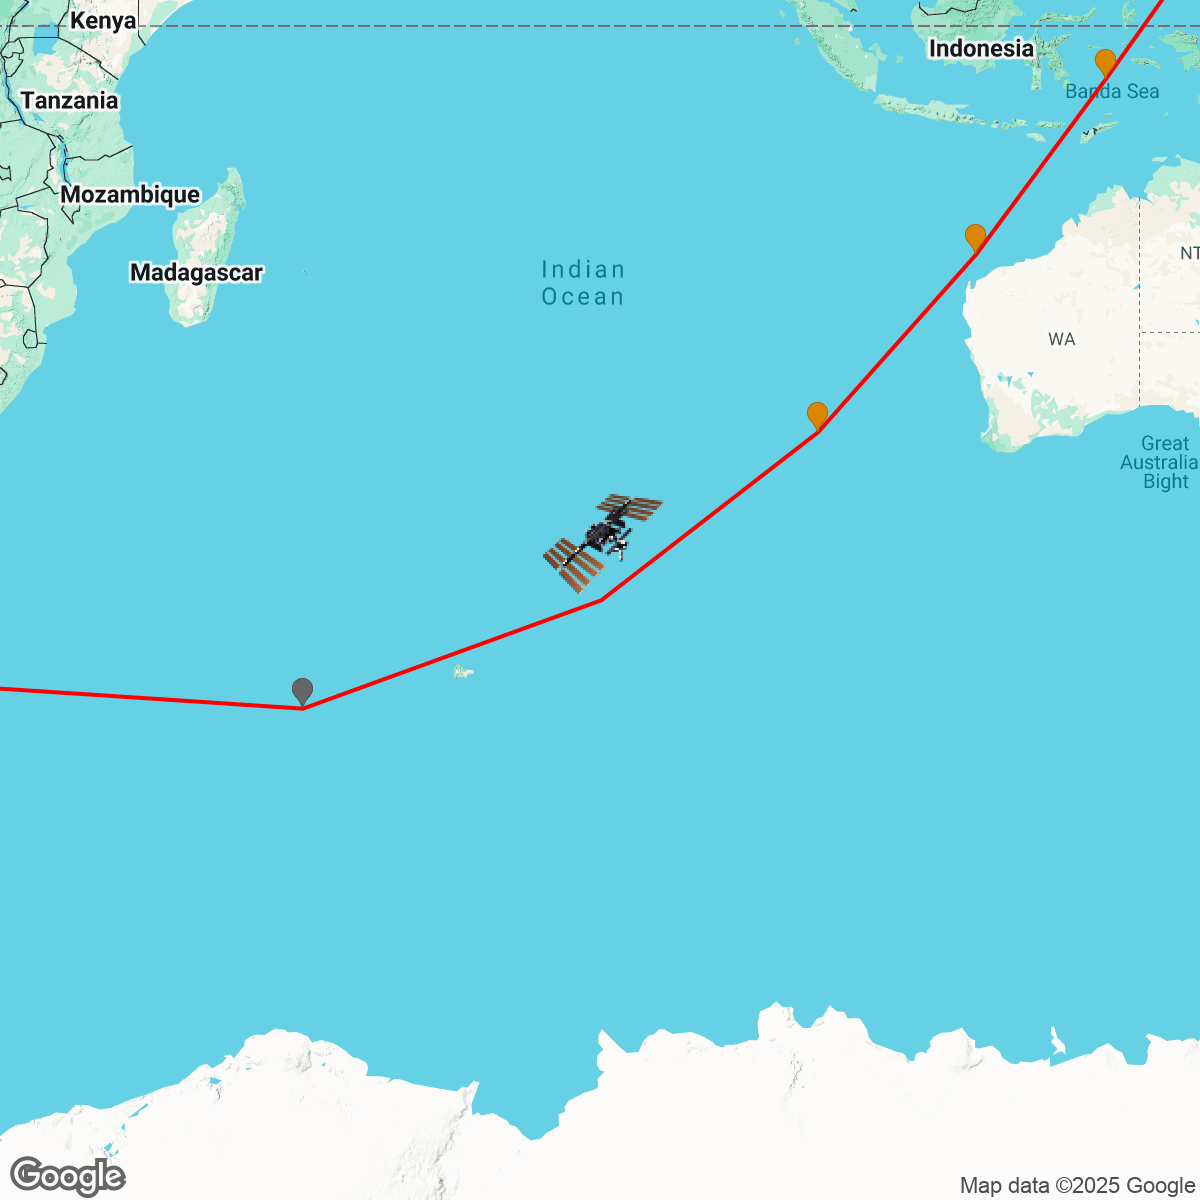 Kenya
Indonesia
Tanzania
Banda Sea
Mozambique
Madagascar
Indian
Ocean
NT
WA
Great
Australia
Bight
Google
Map data ©2025 Google